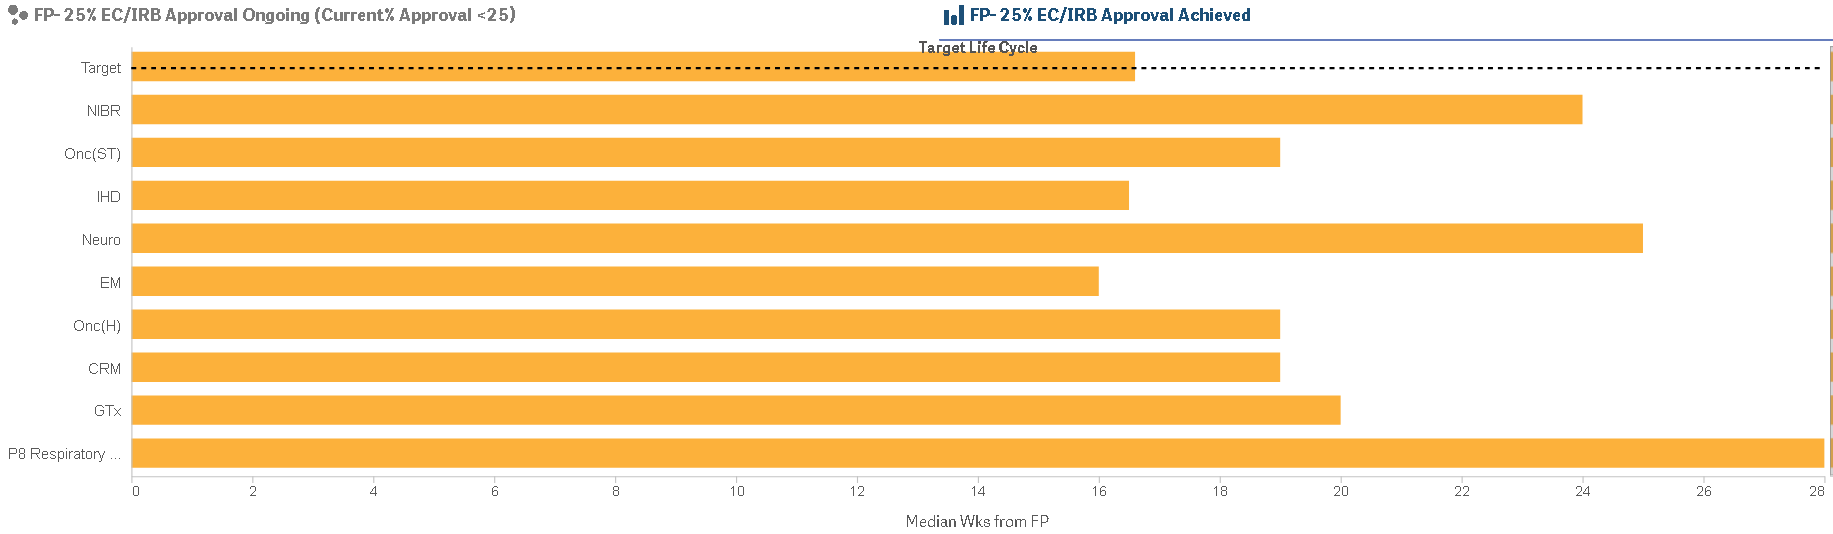 FP- 25% EC/IRB Approval Ongoing (Current% Approval <25)
FP- 25% EC/IRB Approval Achieved
Target Life Cycle
Target
NIBR
Onc(ST)
IHD
Neuro
EM
Onc(H)
CRM
GTx
P8 Respiratory ...
0 2 4 6 8 10 12 14 16 18 20 22 24 26 28
Median Wks from FP